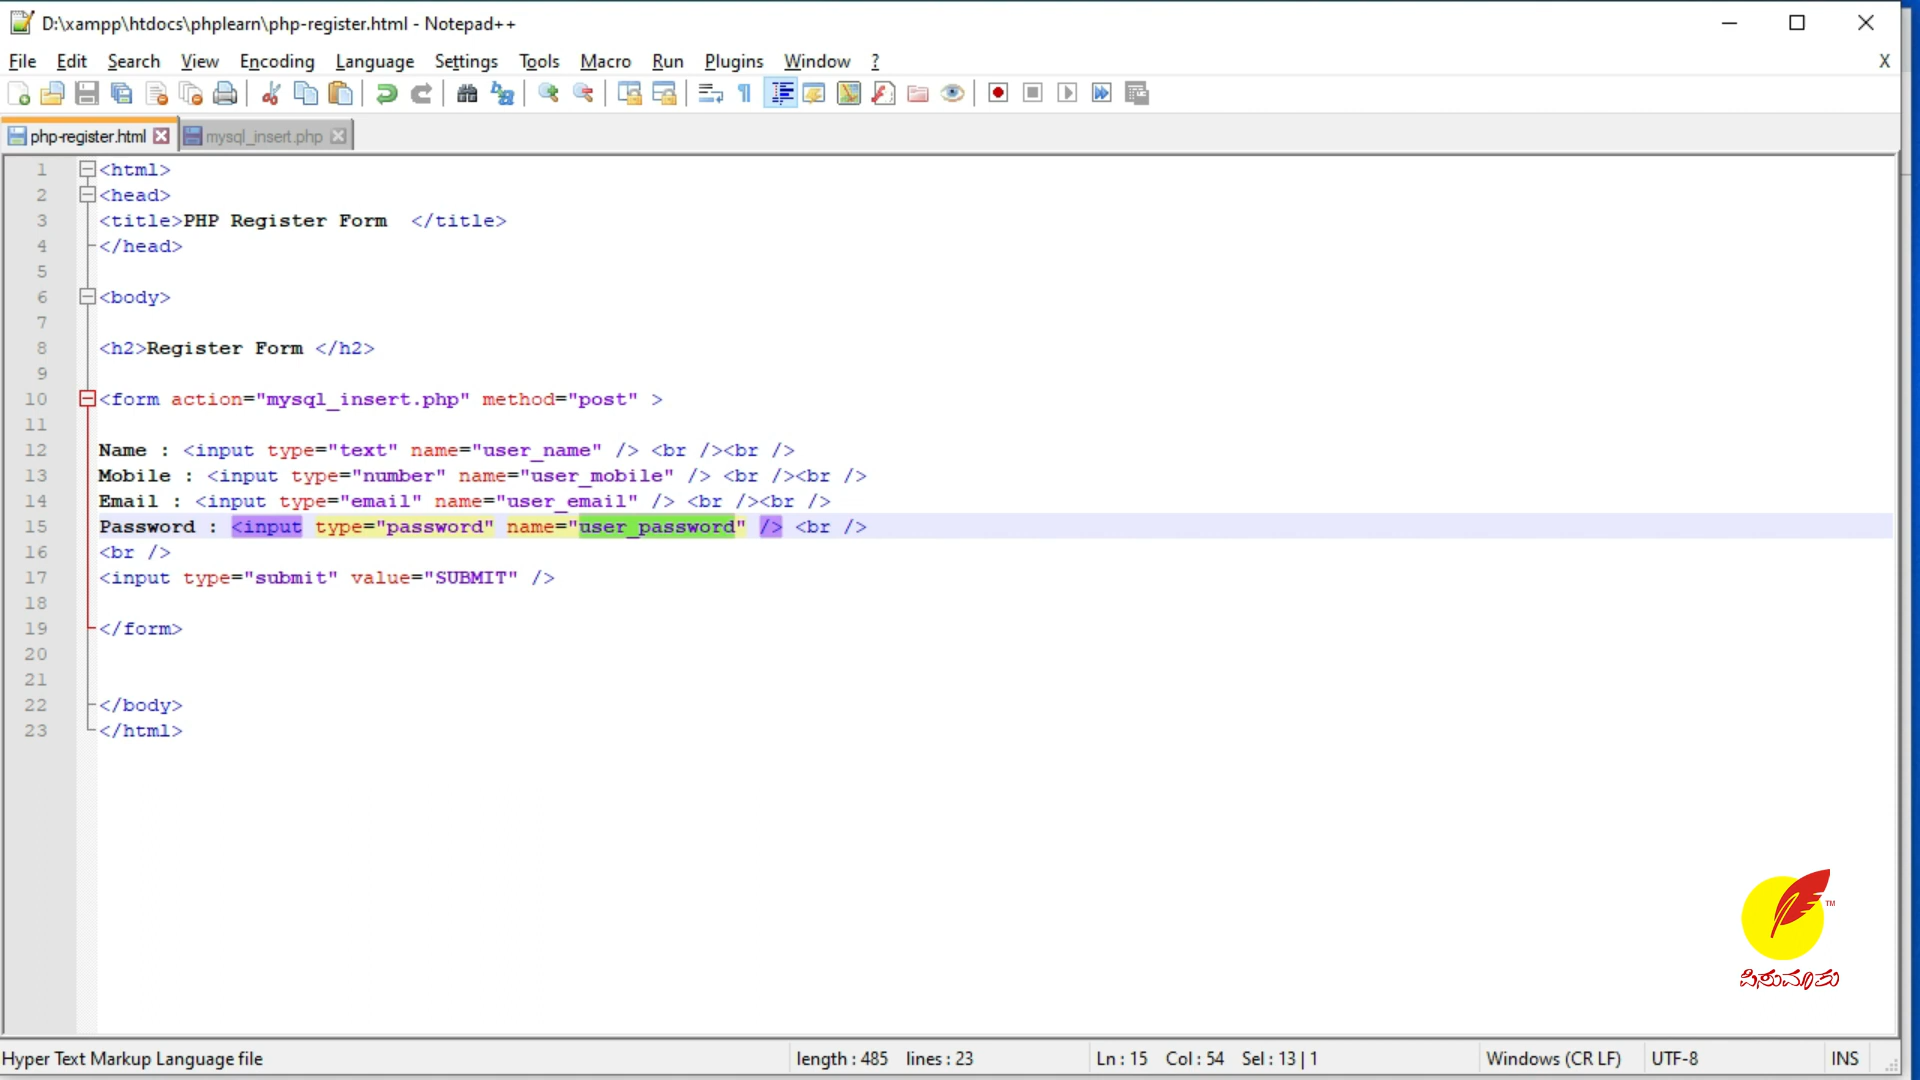 D:\xampp\htdocs\phplearn\php-register.html - Notepad++
File Edit Search View Encoding Language Settings Tools Macro Run Plugins Window ? X
php-register.html mysql_insert.php
1 <html>
2 <head>
3 <title>PHP Register Form  </title>
4 </head>
5
6 <body>
7
8 <h2>Register Form </h2>
9
10 <form action="mysql_insert.php" method="post" >
11
12 Name : <input type="text" name="user_name" /> <br /><br />
13 Mobile : <input type="number" name="user_mobile" /> <br /><br />
14 Email : <input type="email" name="user_email" /> <br /><br />
15 Password : <input type="password" name="user_password" /> <br />
16 <br />
17 <input type="submit" value="SUBMIT" />
18
19 </form>
20
21
22 </body>
23 </html>
TM
ಪಿಸುಮಾತು
Hyper Text Markup Language file length : 485 lines : 23 Ln : 15 Col : 54 Sel : 13 | 1 Windows (CR LF) UTF-8 INS